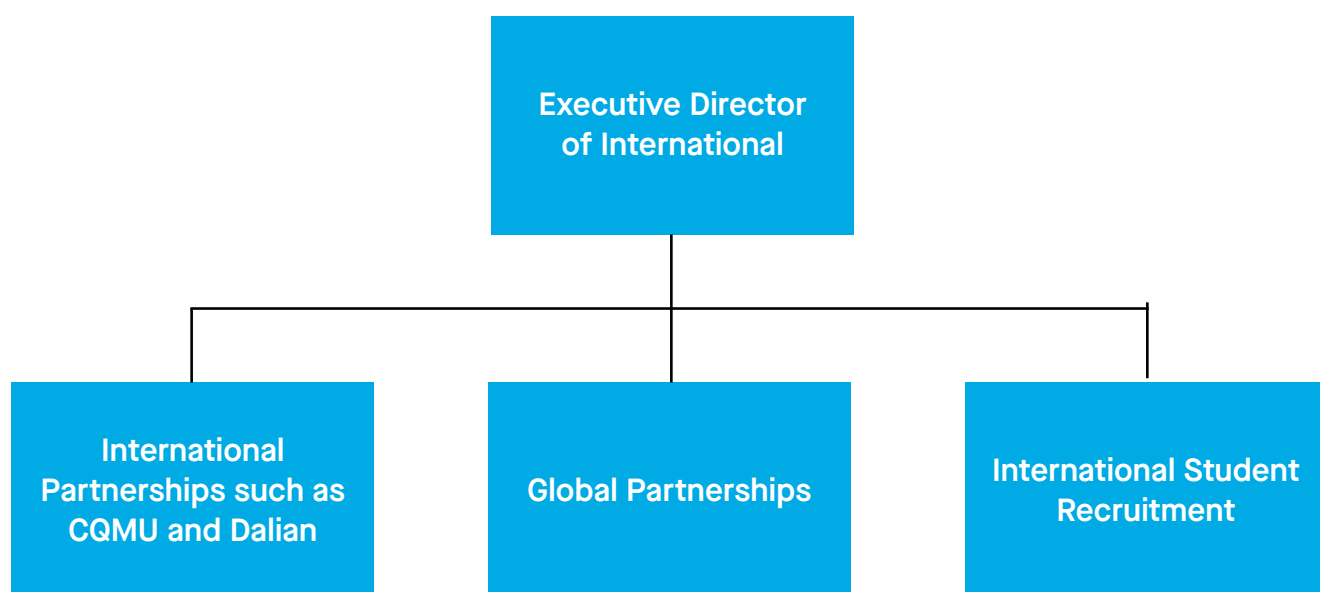 Executive Director
of International
International
Partnerships such as
CQMU and Dalian
Global Partnerships
International Student
Recruitment